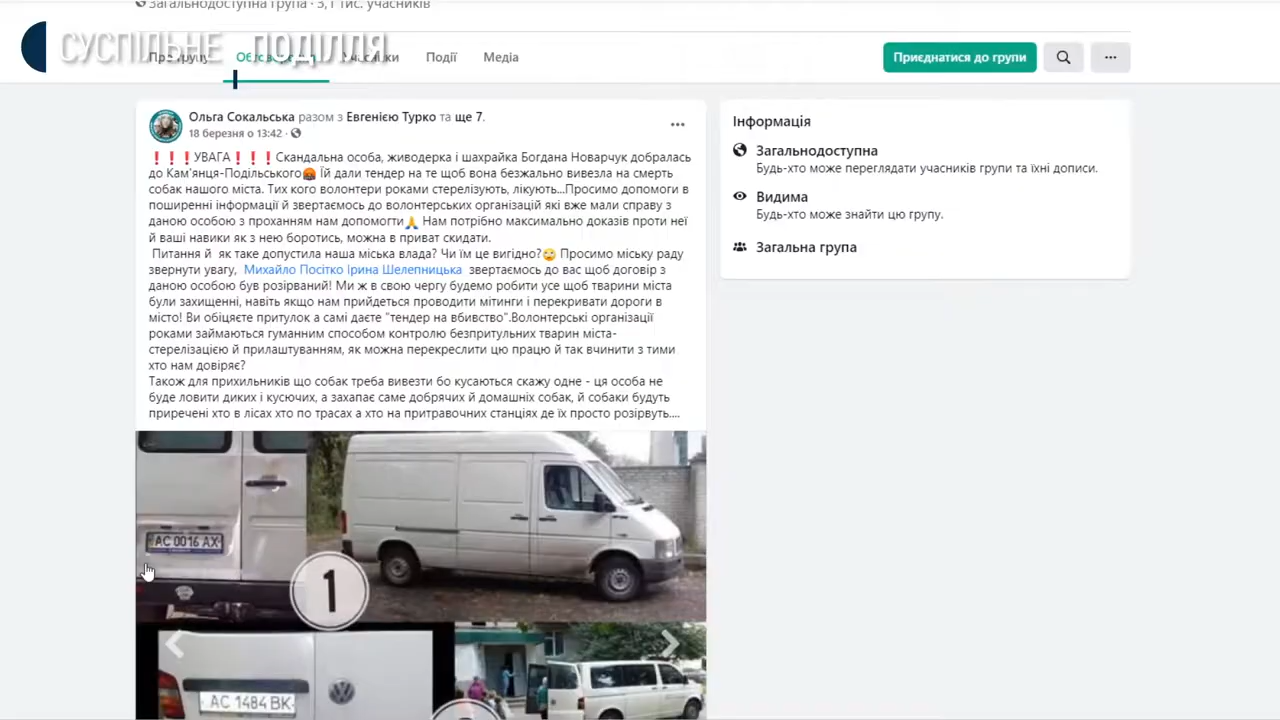 Загальнодоступна група · 3,1 тис. учасників
СУСПІЛЬНЕ ПОДІЛЛЯ
Про групу
Учасники
Події
Медіа
Приєднатися до групи
Ольга Сокальська разом з Евгенією Турко та ще 7.
18 березня о 13:42 ·
❗❗❗УВАГА❗❗❗Скандальна особа, живодерка і шахрайка Богдана Новарчук добралась
до Кам'янця-Подільського🤬 Їй дали тендер на те щоб вона безжально вивезла на смерть
собак нашого міста. Тих кого волонтери роками стерелізують, лікують...Просимо допомоги в
поширенні інформації й звертаємось до волонтерських організацій які вже мали справу з
даною особою з проханням нам допомогти🙏 Нам потрібно максимально доказів проти неї
й ваші навики як з нею боротись, можна в приват скидати.
Питання й як таке допустила наша міська влада? Чи їм це вигідно?🙄 Просимо міську раду
звернути увагу, Михайло Посітко Ірина Шелепницька звертаємось до вас щоб договір з
даною особою був розірваний! Ми ж в свою чергу будемо робити усе щоб тварини міста
були захищенні, навіть якщо нам прийдеться проводити мітинги і перекривати дороги в
місто! Ви обіцяєте притулок а самі даєте "тендер на вбивство".Волонтерські організації
роками займаються гуманним способом контролю безпритульних тварин міста-
стерелізацією й прилаштуванням, як можна перекреслити цю працю й так вчинити з тими
хто нам довіряє?
Також для прихильників що собак треба вивезти бо кусаються скажу одне - ця особа не
буде ловити диких і кусючих, а захапає саме добрячих й домашніх собак, й собаки будуть
приречені хто в лісах хто по трасах а хто на притравочних станціях де їх просто розірвуть....
Інформація
Загальнодоступна
Будь-хто може переглядати учасників групи та їхні дописи.
Видима
Будь-хто може знайти цю групу.
Загальна група
AC 0016 AX
1
AC 1484 BK